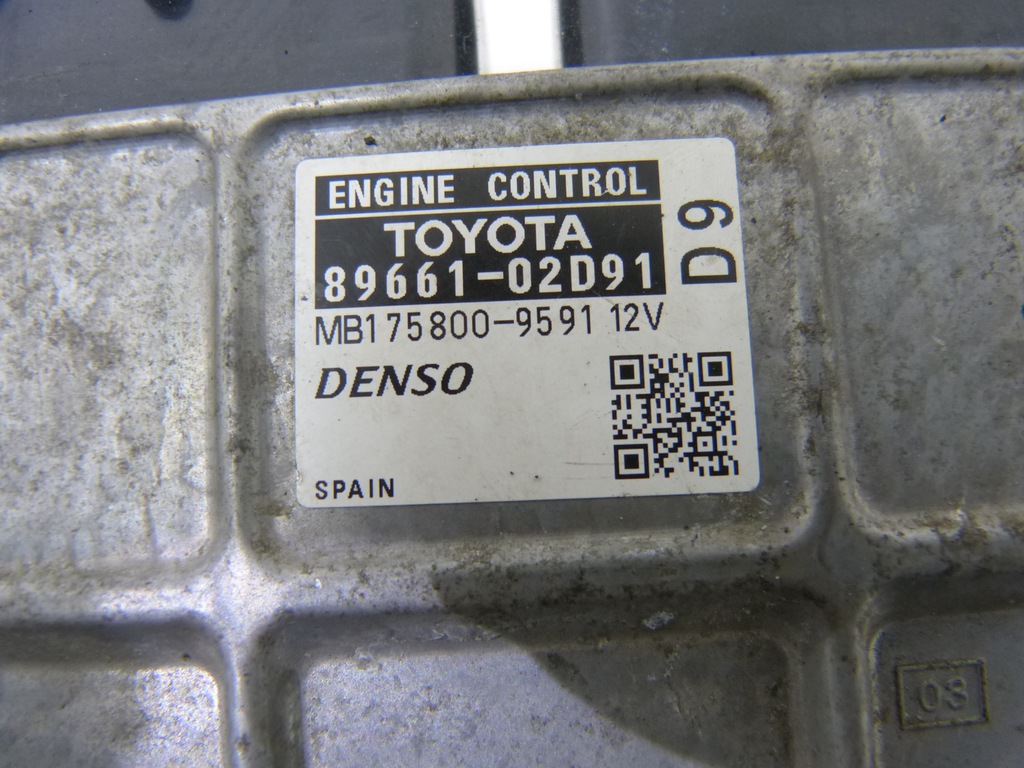 ENGINE CONTROL
TOYOTA
89661-02D91
D9
MB175800-9591 12V
DENSO
SPAIN
03